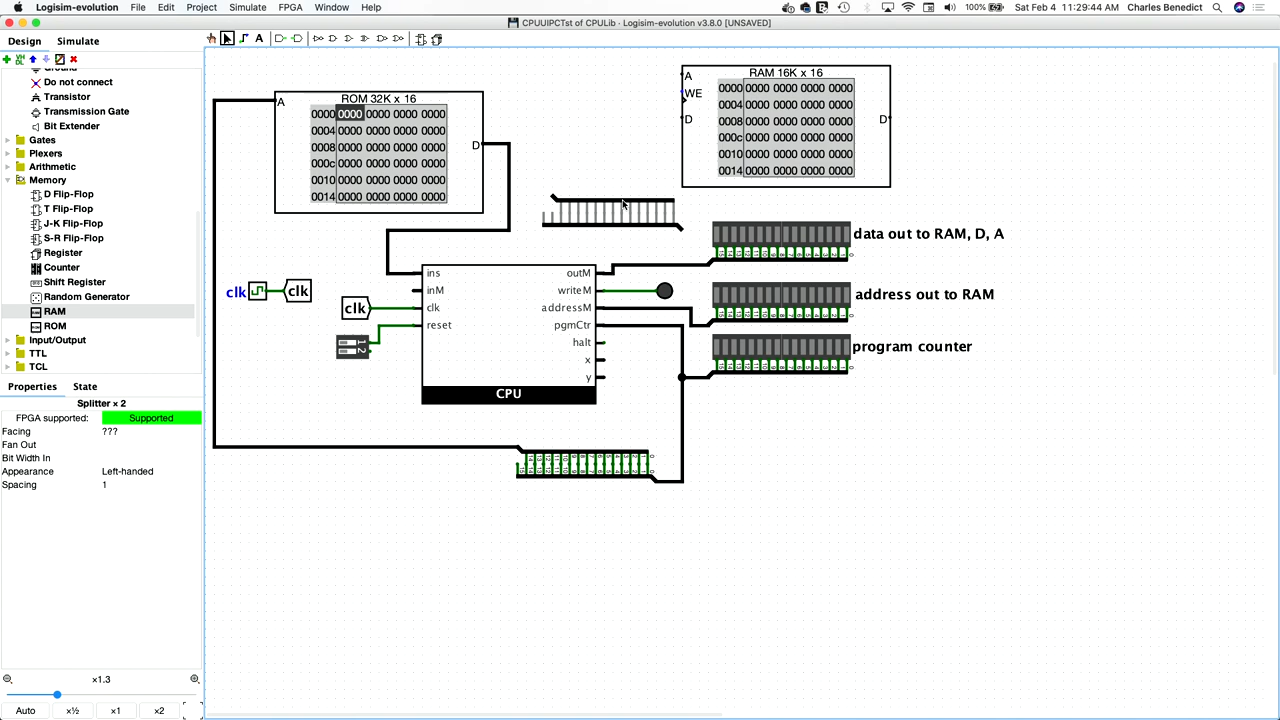 Logisim-evolution File Edit Project Simulate FPGA Window Help 100% Sat Feb 4 11:29:44 AM Charles Benedict
CPUUIPCTst of CPULib - Logisim-evolution v3.8.0 [UNSAVED]
Design Simulate
A
VHDL
Ground
Do not connect
Transistor
Transmission Gate
Bit Extender
Gates
Plexers
Arithmetic
Memory
D Flip-Flop
T Flip-Flop
J-K Flip-Flop
S-R Flip-Flop
Register
Counter
Shift Register
Random Generator
RAM
ROM
Input/Output
TTL
TCL
Properties State
Splitter × 2
FPGA supported: Supported
Facing ???
Fan Out
Bit Width In
Appearance Left-handed
Spacing 1
×1.3
Auto ×½ ×1 ×2
ROM 32K x 16
A
D
0000 0000 0000 0000 0000
0004 0000 0000 0000 0000
0008 0000 0000 0000 0000
000c 0000 0000 0000 0000
0010 0000 0000 0000 0000
0014 0000 0000 0000 0000
RAM 16K x 16
A
WE
D
D
0000 0000 0000 0000 0000
0004 0000 0000 0000 0000
0008 0000 0000 0000 0000
000c 0000 0000 0000 0000
0010 0000 0000 0000 0000
0014 0000 0000 0000 0000
data out to RAM, D, A
address out to RAM
program counter
clk clk
clk
ins outM
inM writeM
clk addressM
reset pgmCtr
halt
x
y
CPU
1
2